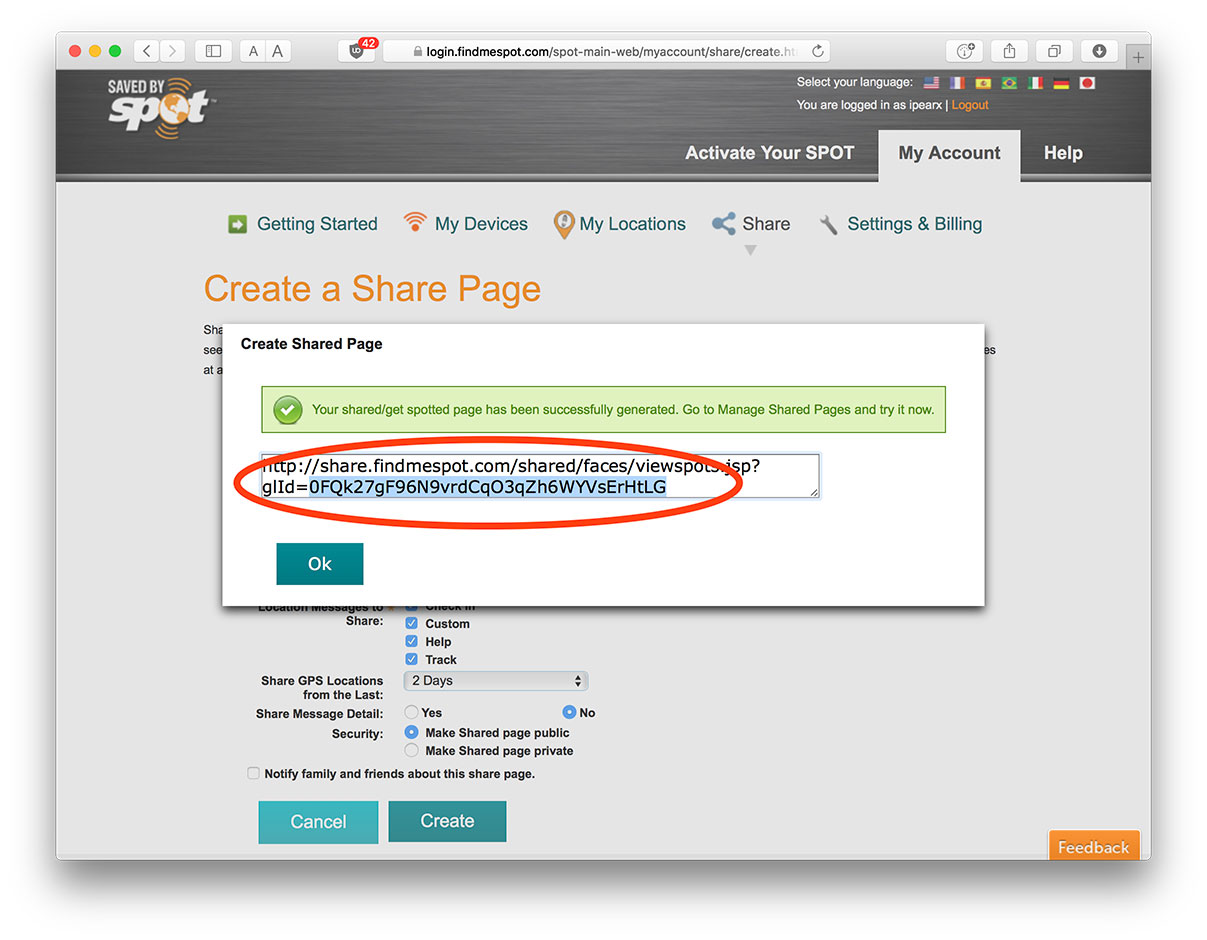 42
login.findmespot.com/spot-main-web/myaccount/share/create.ht
A A
SAVED BY
spot
Select your language:
You are logged in as ipearx | Logout
Activate Your SPOT My Account Help
Getting Started My Devices My Locations Share Settings & Billing
Create a Share Page
Sha
see es
at a
Create Shared Page
Your shared/get spotted page has been successfully generated. Go to Manage Shared Pages and try it now.
http://share.findmespot.com/shared/faces/viewspots.jsp?
glId=0FQk27gF96N9vrdCqO3qZh6WYVsErHtLG
Ok
Location Messages to * Check in
Share:
Custom
Help
Track
Share GPS Locations 2 Days
from the Last:
Share Message Detail: Yes No
Security: Make Shared page public
Make Shared page private
Notify family and friends about this share page.
Cancel Create
Feedback